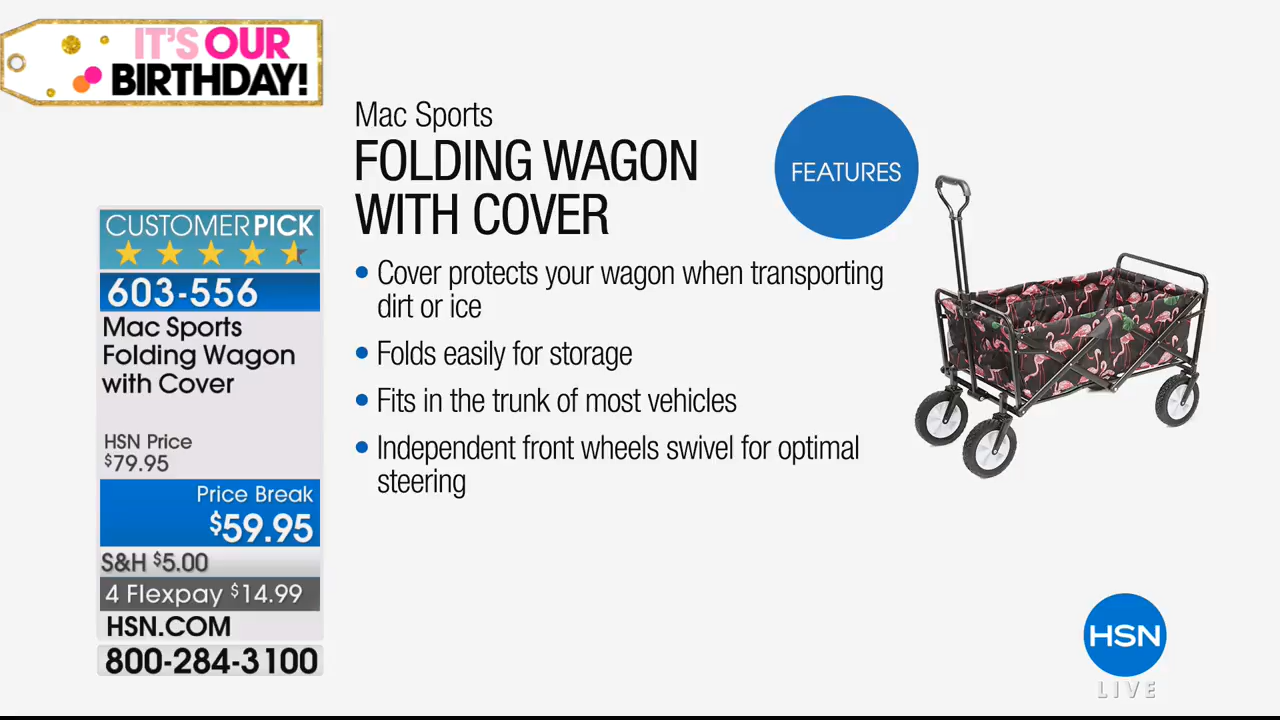 IT'S OUR
BIRTHDAY!
Mac Sports
FOLDING WAGON
WITH COVER
FEATURES
• Cover protects your wagon when transporting
dirt or ice
• Folds easily for storage
• Fits in the trunk of most vehicles
• Independent front wheels swivel for optimal
steering
CUSTOMER PICK
603-556
Mac Sports
Folding Wagon
with Cover
HSN Price
$79.95
Price Break
$59.95
S&H $5.00
4 Flexpay $14.99
HSN.COM
800-284-3100
HSN
LIVE